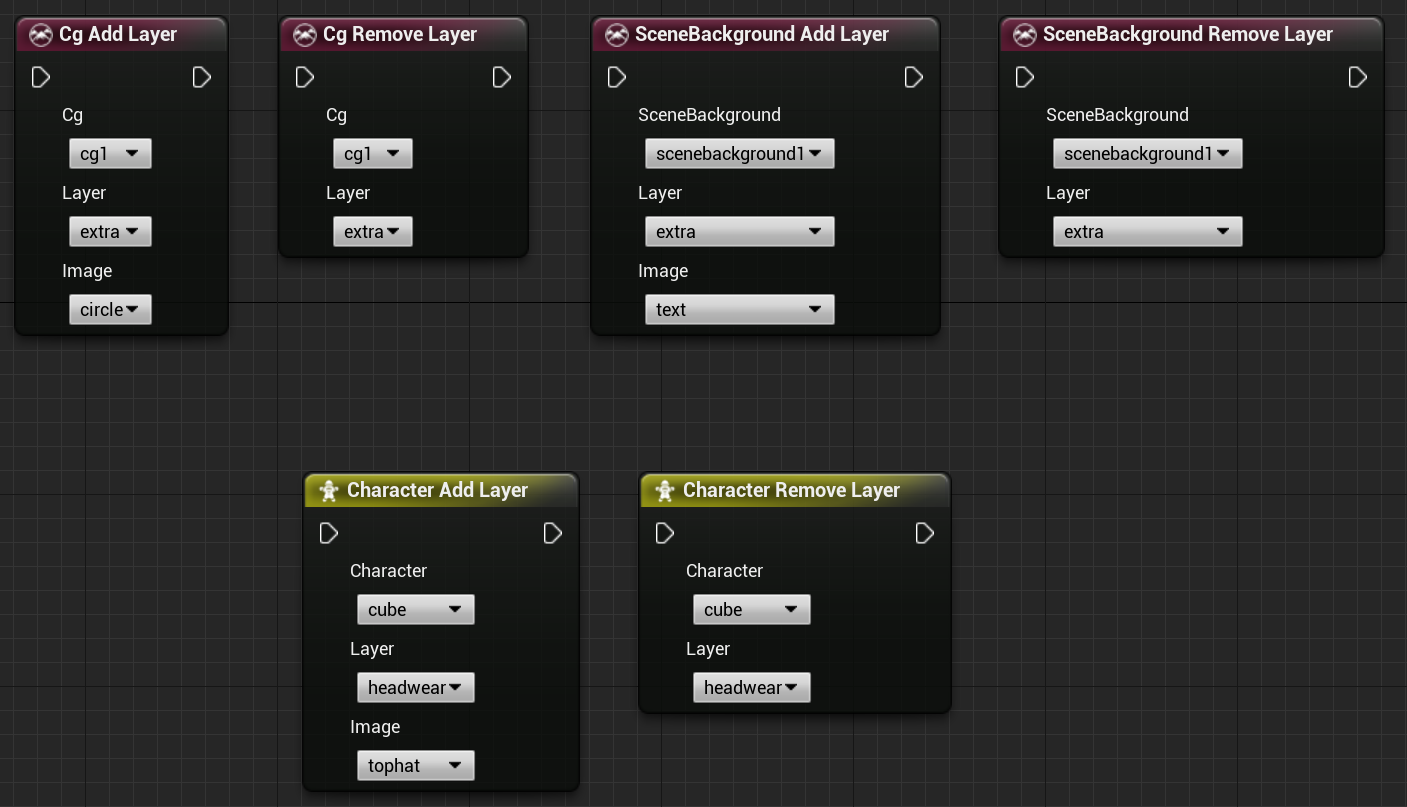 Cg Add Layer
Cg
cg1
Layer
extra
Image
circle
Cg Remove Layer
Cg
cg1
Layer
extra
SceneBackground Add Layer
SceneBackground
scenebackground1
Layer
extra
Image
text
SceneBackground Remove Layer
SceneBackground
scenebackground1
Layer
extra
Character Add Layer
Character
cube
Layer
headwear
Image
tophat
Character Remove Layer
Character
cube
Layer
headwear